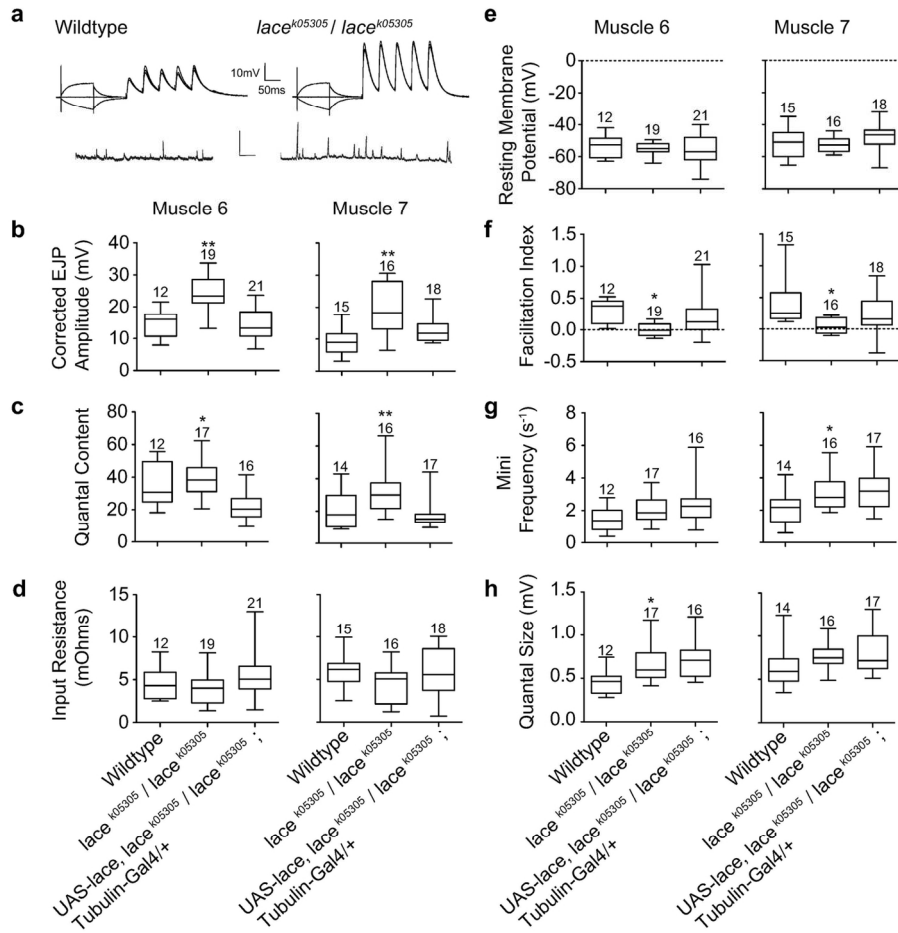 a
Wildtype
lace^k05305 / lace^k05305
10mV
50ms
Muscle 6
Muscle 7
b
Corrected EJP
Amplitude (mV)
40
30
20
10
0
12
**
19
21
15
**
16
18
c
Quantal Content
80
60
40
20
0
12
*
17
16
14
**
16
17
d
Input Resistance
(mOhms)
15
10
5
0
12
19
21
15
16
18
Wildtype
lace^k05305 / lace^k05305
UAS-lace, lace^k05305 / lace^k05305 ;
Tubulin-Gal4/+
Wildtype
lace^k05305 / lace^k05305
UAS-lace, lace^k05305 / lace^k05305 ;
Tubulin-Gal4/+
e
Muscle 6
Muscle 7
Resting Membrane
Potential (mV)
0
-20
-40
-60
-80
12
19
21
15
16
18
f
Facilitation Index
1.5
1.0
0.5
0.0
-0.5
12
*
19
21
15
*
16
18
g
Mini
Frequency (s^-1)
8
6
4
2
0
12
17
16
14
*
16
17
h
Quantal Size (mV)
1.5
1.0
0.5
0.0
12
*
17
16
14
16
17
Wildtype
lace^k05305 / lace^k05305
UAS-lace, lace^k05305 / lace^k05305 ;
Tubulin-Gal4/+
Wildtype
lace^k05305 / lace^k05305
UAS-lace, lace^k05305 / lace^k05305 ;
Tubulin-Gal4/+